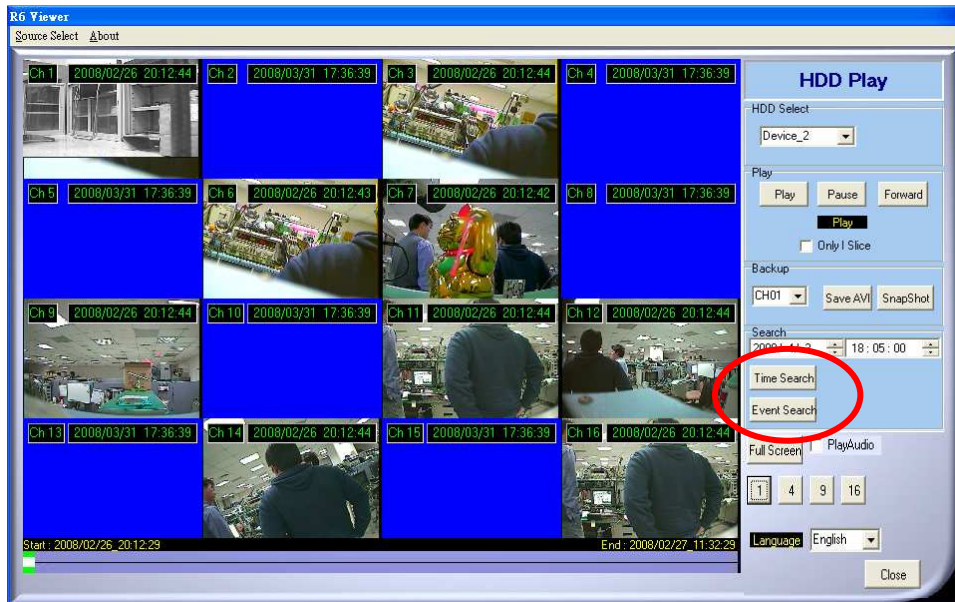 R6 Viewer
Source Select About
Ch 1 2008/02/26 20:12:44 Ch 2 2008/03/31 17:36:39 Ch 3 2008/02/26 20:12:44 Ch 4 2008/03/31 17:36:39
Ch 5 2008/03/31 17:36:39 Ch 6 2008/02/26 20:12:43 Ch 7 2008/02/26 20:12:42 Ch 8 2008/03/31 17:36:39
Ch 9 2008/02/26 20:12:44 Ch 10 2008/03/31 17:36:39 Ch 11 2008/02/26 20:12:44 Ch 12 2008/02/26 20:12:44
Ch 13 2008/03/31 17:36:39 Ch 14 2008/02/26 20:12:44 Ch 15 2008/03/31 17:36:39 Ch 16 2008/02/26 20:12:44
Start : 2008/02/26_20:12:29 End : 2008/02/27_11:32:29
HDD Play
HDD Select
Device_2
Play
Play Pause Forward
Play
Only I Slice
Backup
CH01 Save AVI SnapShot
Search
18 : 05 : 00
Time Search
Event Search
Full Screen PlayAudio
1 4 9 16
Language English
Close